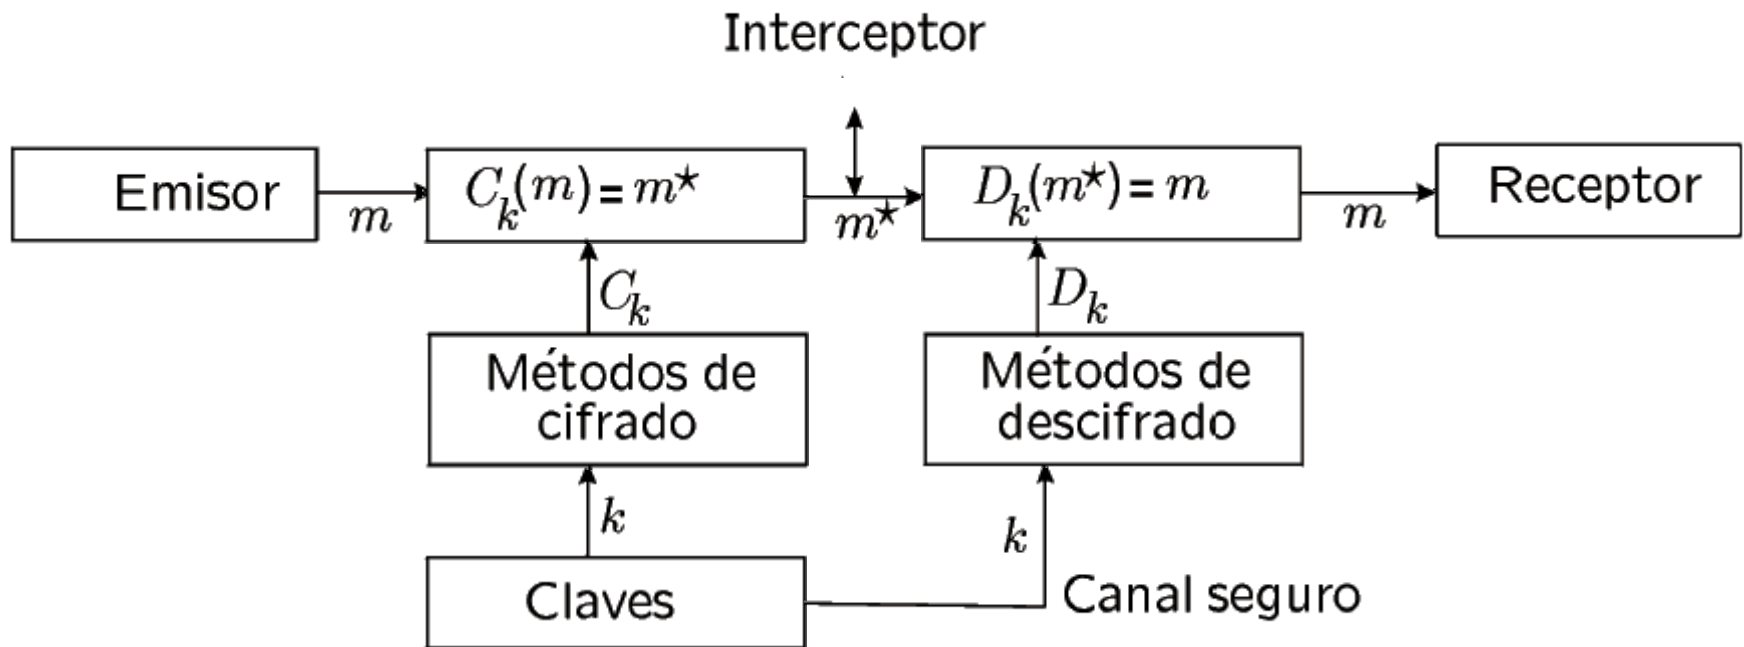 Interceptor
Emisor
m
C_k(m) = m⋆
m⋆
D_k(m⋆) = m
m
Receptor
C_k
D_k
Métodos de
cifrado
Métodos de
descifrado
k
k
Claves
Canal seguro